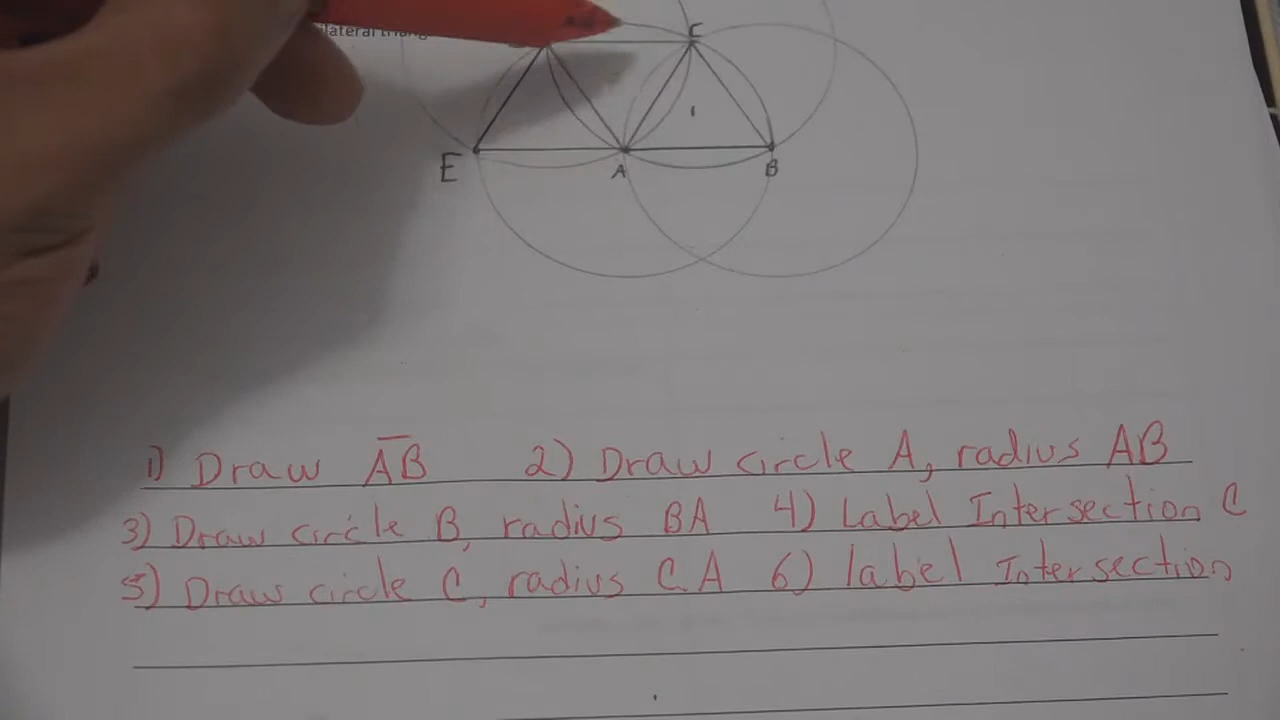 C
E
A
B
1) Draw AB 2) Draw circle A, radius AB
3) Draw circle B, radius BA 4) Label Intersection C
5) Draw circle C, radius CA 6) label Intersection